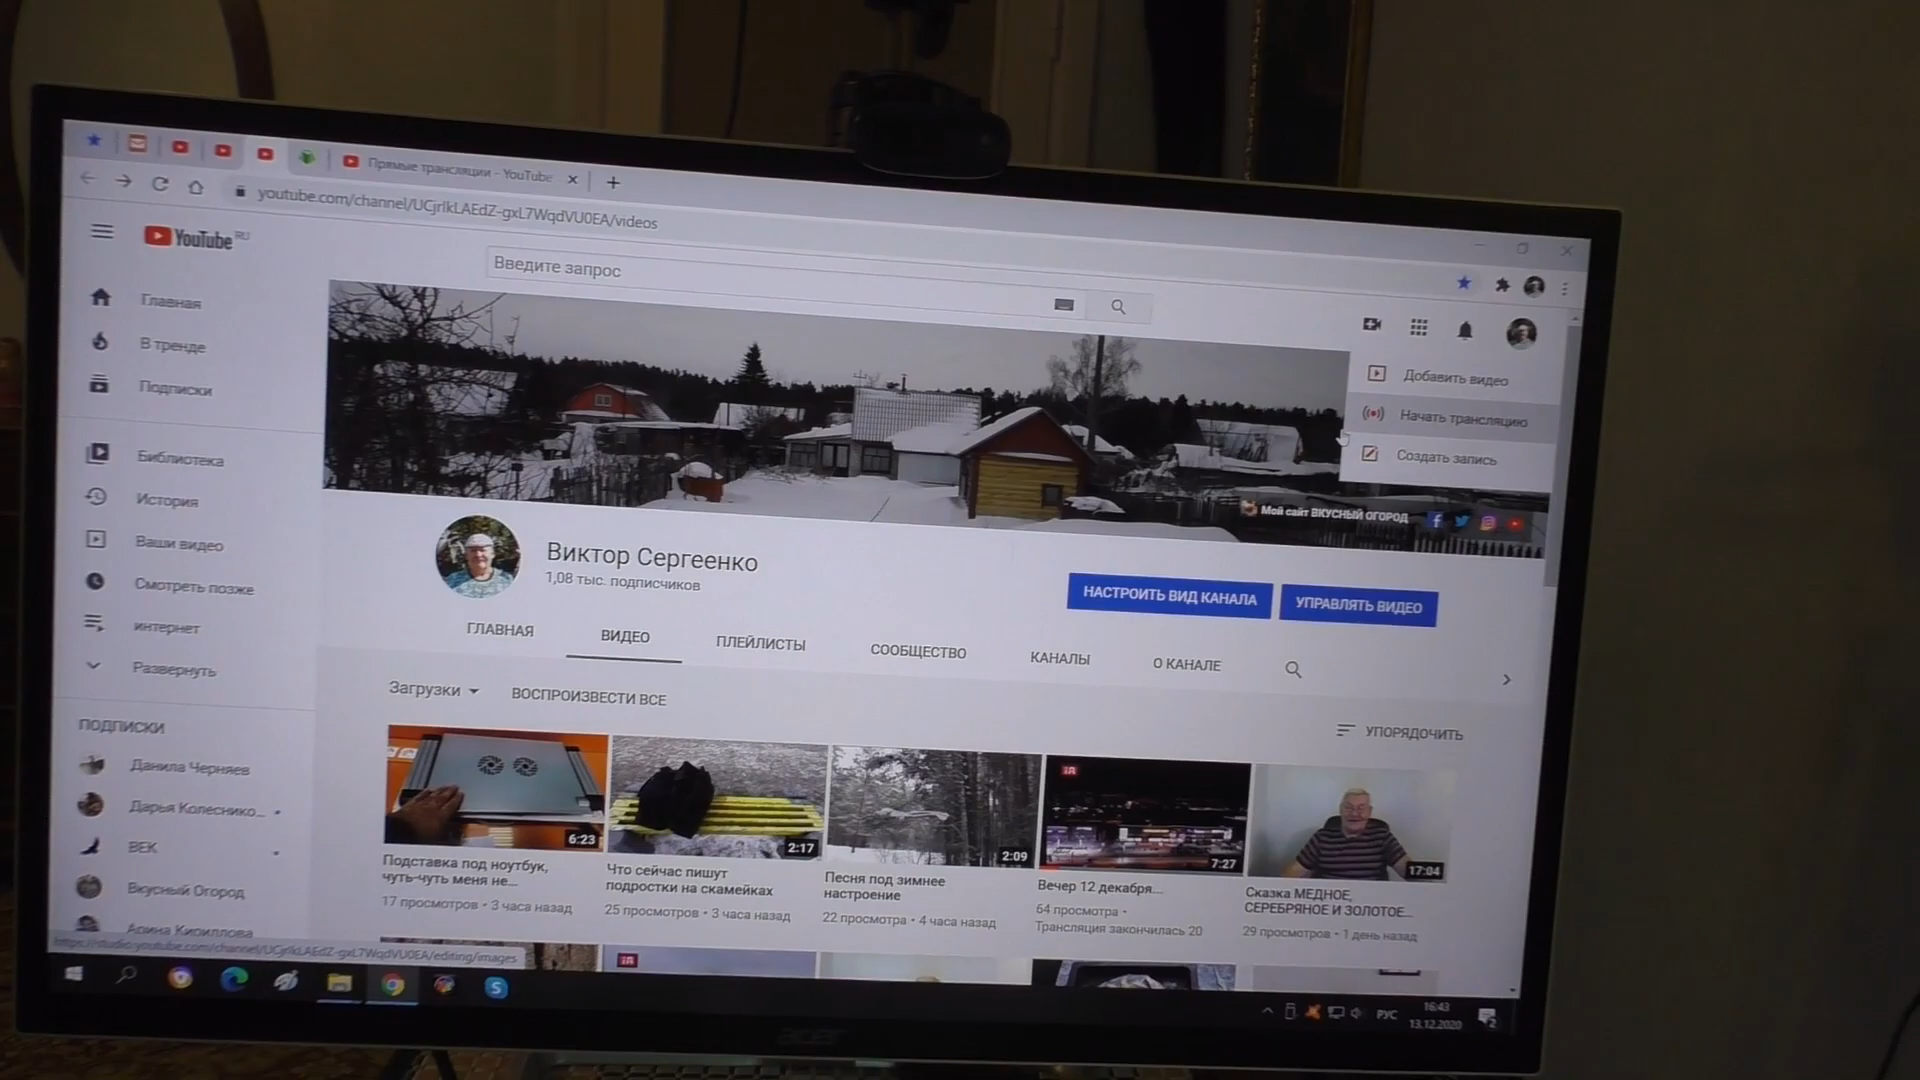 Прямые трансляции - YouTube
youtube.com/channel/UCjrlkLAEdZ-gxL7WqdVU0EA/videos
YouTube RU
Введите запрос
Главная
В тренде
Подписки
Библиотека
История
Ваши видео
Смотреть позже
интернет
Развернуть
ПОДПИСКИ
Данила Черняев
Дарья Колеснико...
ВЕК
Вкусный Огород
Арина Кириллова
Добавить видео
Начать трансляцию
Создать запись
Мой сайт ВКУСНЫЙ ОГОРОД
Виктор Сергеенко
1,08 тыс. подписчиков
НАСТРОИТЬ ВИД КАНАЛА
УПРАВЛЯТЬ ВИДЕО
ГЛАВНАЯ
ВИДЕО
ПЛЕЙЛИСТЫ
СООБЩЕСТВО
КАНАЛЫ
О КАНАЛЕ
Загрузки
ВОСПРОИЗВЕСТИ ВСЕ
УПОРЯДОЧИТЬ
6:23
Подставка под ноутбук,
чуть-чуть меня не...
17 просмотров • 3 часа назад
2:17
Что сейчас пишут
подростки на скамейках
25 просмотров • 3 часа назад
2:09
Песня под зимнее
настроение
22 просмотра • 4 часа назад
7:27
Вечер 12 декабря...
64 просмотра •
Трансляция закончилась 20
17:04
Сказка МЕДНОЕ,
СЕРЕБРЯНОЕ И ЗОЛОТОЕ...
29 просмотров • 1 день назад
https://studio.youtube.com/channel/UCjrlkLAEdZ-gxL7WqdVU0EA/editing/images
РУС
16:43
13.12.2020
2
acer